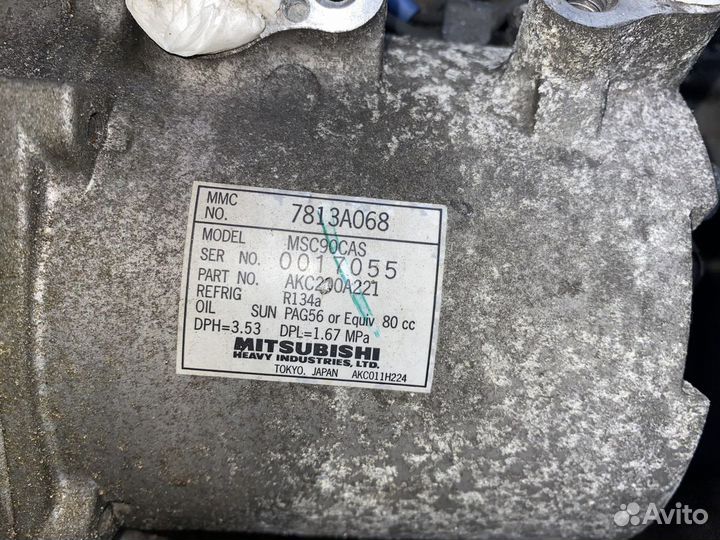 MMC NO. 7813A068
MODEL MSC90CAS
SER NO. 0017055
PART NO. AKC200A221
REFRIG R134a
OIL SUN PAG56 or Equiv 80 cc
DPH=3.53 DPL=1.67 MPa
MITSUBISHI
HEAVY INDUSTRIES, LTD.
TOKYO, JAPAN AKC011H224
Avito